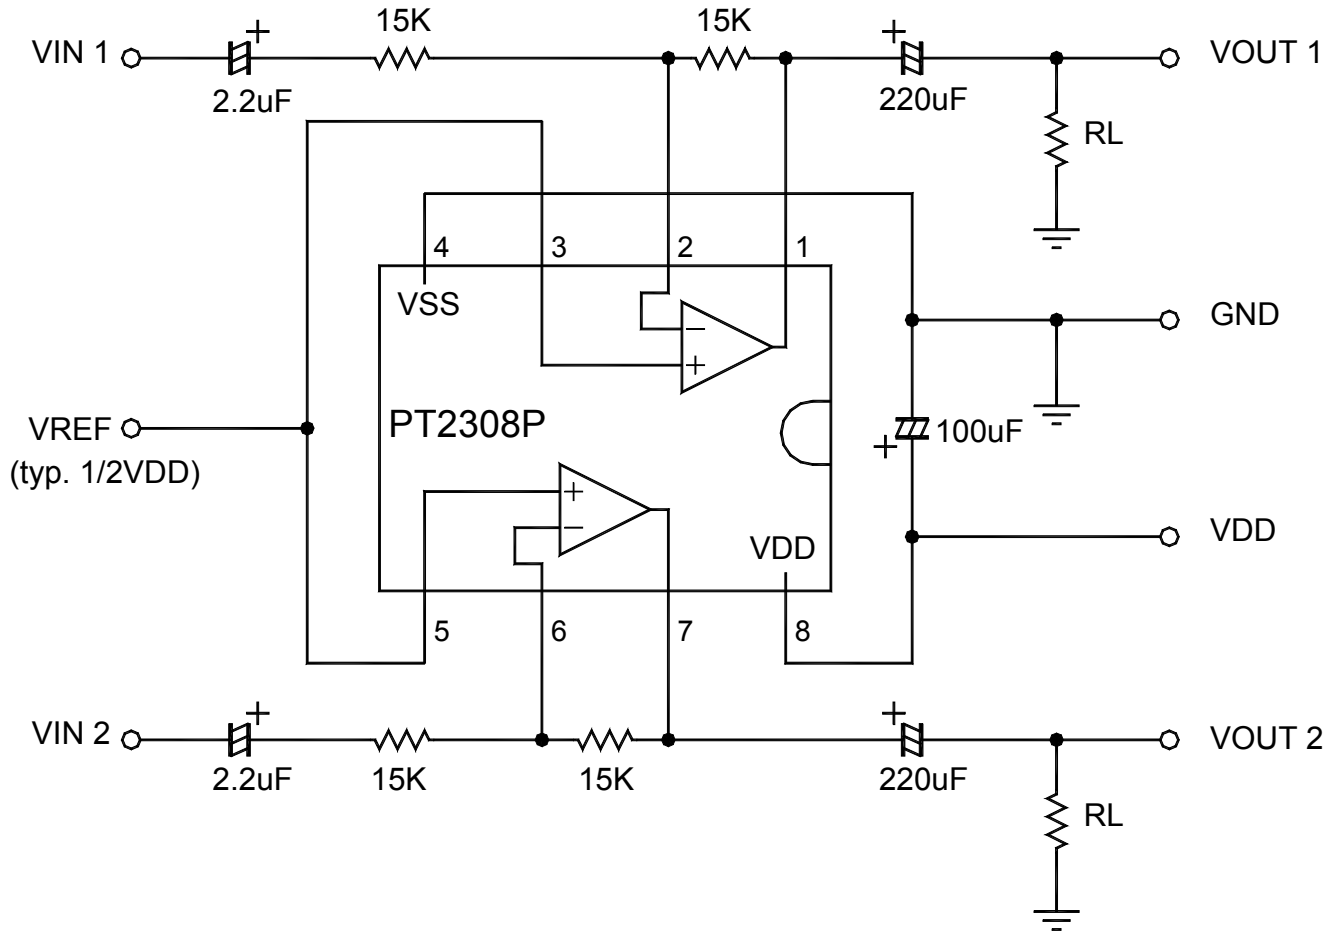 15K
15K
VIN 1
+
+
VOUT 1
2.2uF
220uF
RL
4
3
2
1
VSS
GND
−
+
PT2308P
VREF
(typ. 1/2VDD)
+
100uF
+
−
VDD
VDD
5
6
7
8
VIN 2
+
+
VOUT 2
2.2uF
15K
15K
220uF
RL